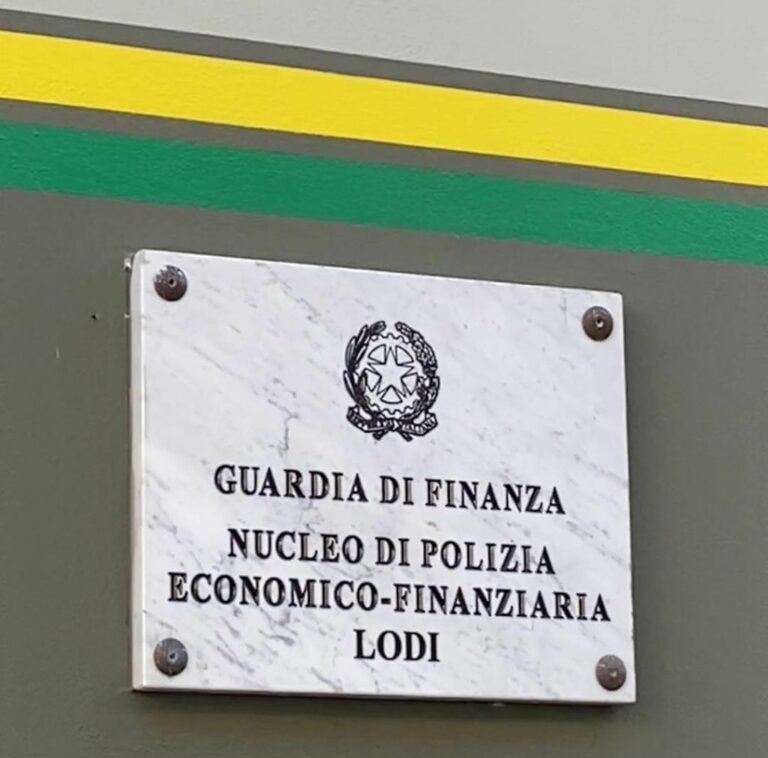 GUARDIA DI FINANZA
NUCLEO DI POLIZIA
ECONOMICO-FINANZIARIA
LODI